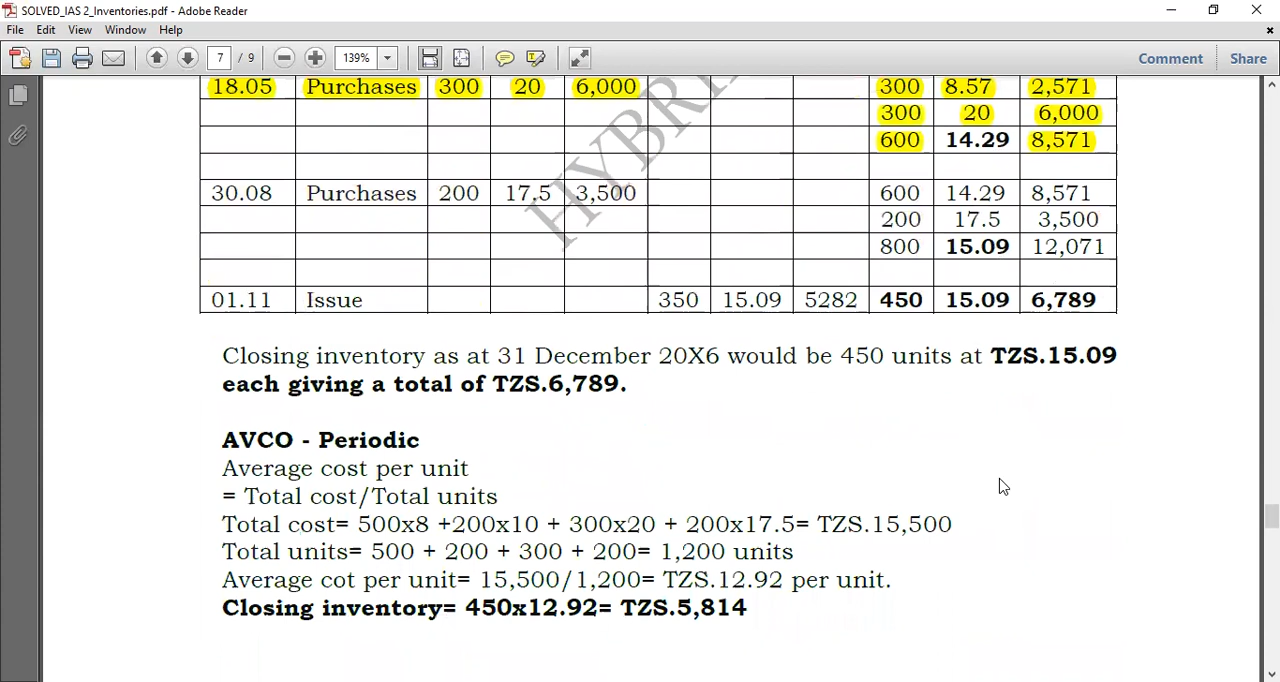 SOLVED_IAS 2_Inventories.pdf - Adobe Reader
File Edit View Window Help
7 / 9 139% Comment Share
18.05 Purchases 300 20 6,000 300 8.57 2,571
300 20 6,000
600 14.29 8,571
30.08 Purchases 200 17.5 3,500 600 14.29 8,571
200 17.5 3,500
800 15.09 12,071
01.11 Issue 350 15.09 5282 450 15.09 6,789
HYBRI
Closing inventory as at 31 December 20X6 would be 450 units at TZS.15.09
each giving a total of TZS.6,789.
AVCO - Periodic
Average cost per unit
= Total cost/Total units
Total cost= 500x8 +200x10 + 300x20 + 200x17.5= TZS.15,500
Total units= 500 + 200 + 300 + 200= 1,200 units
Average cot per unit= 15,500/1,200= TZS.12.92 per unit.
Closing inventory= 450x12.92= TZS.5,814